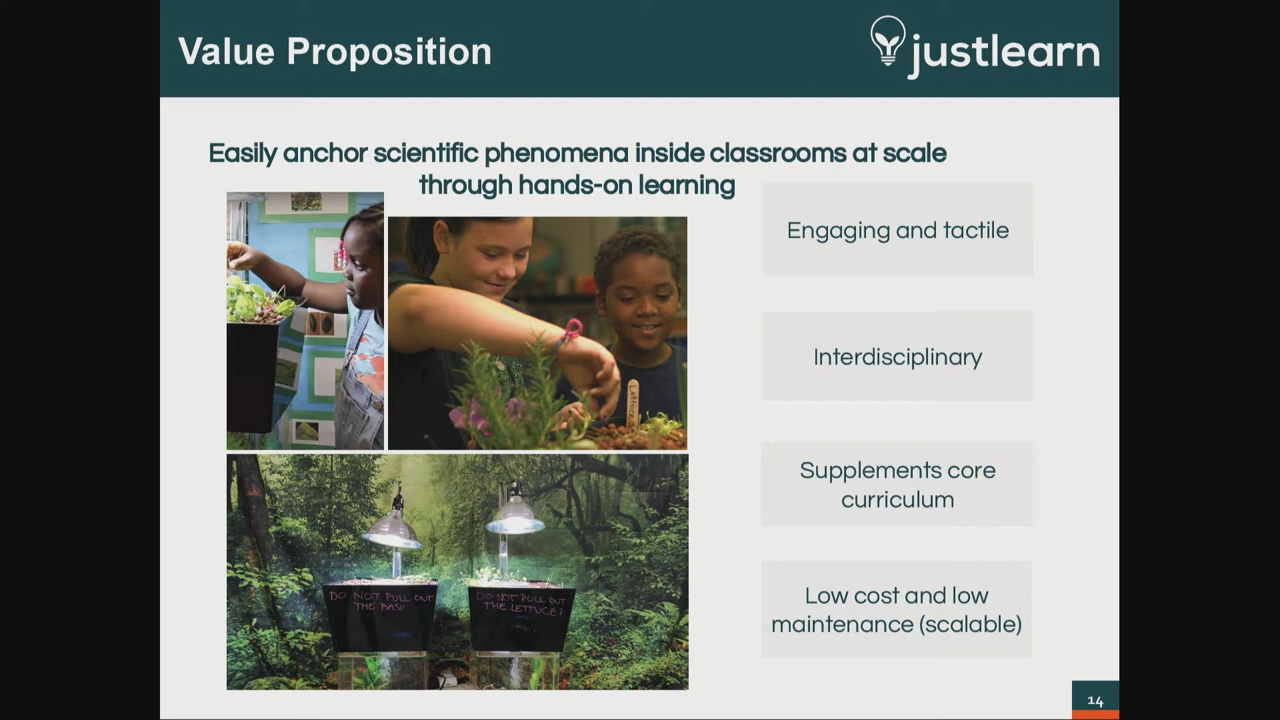 Value Proposition
justlearn
Easily anchor scientific phenomena inside classrooms at scale
through hands-on learning
Engaging and tactile
Interdisciplinary
Supplements core
curriculum
Low cost and low
maintenance (scalable)
Lettuce
DO NOT PULL OUT
THE BASIL
DO NOT PULL OUT
THE LETTUCE!
14